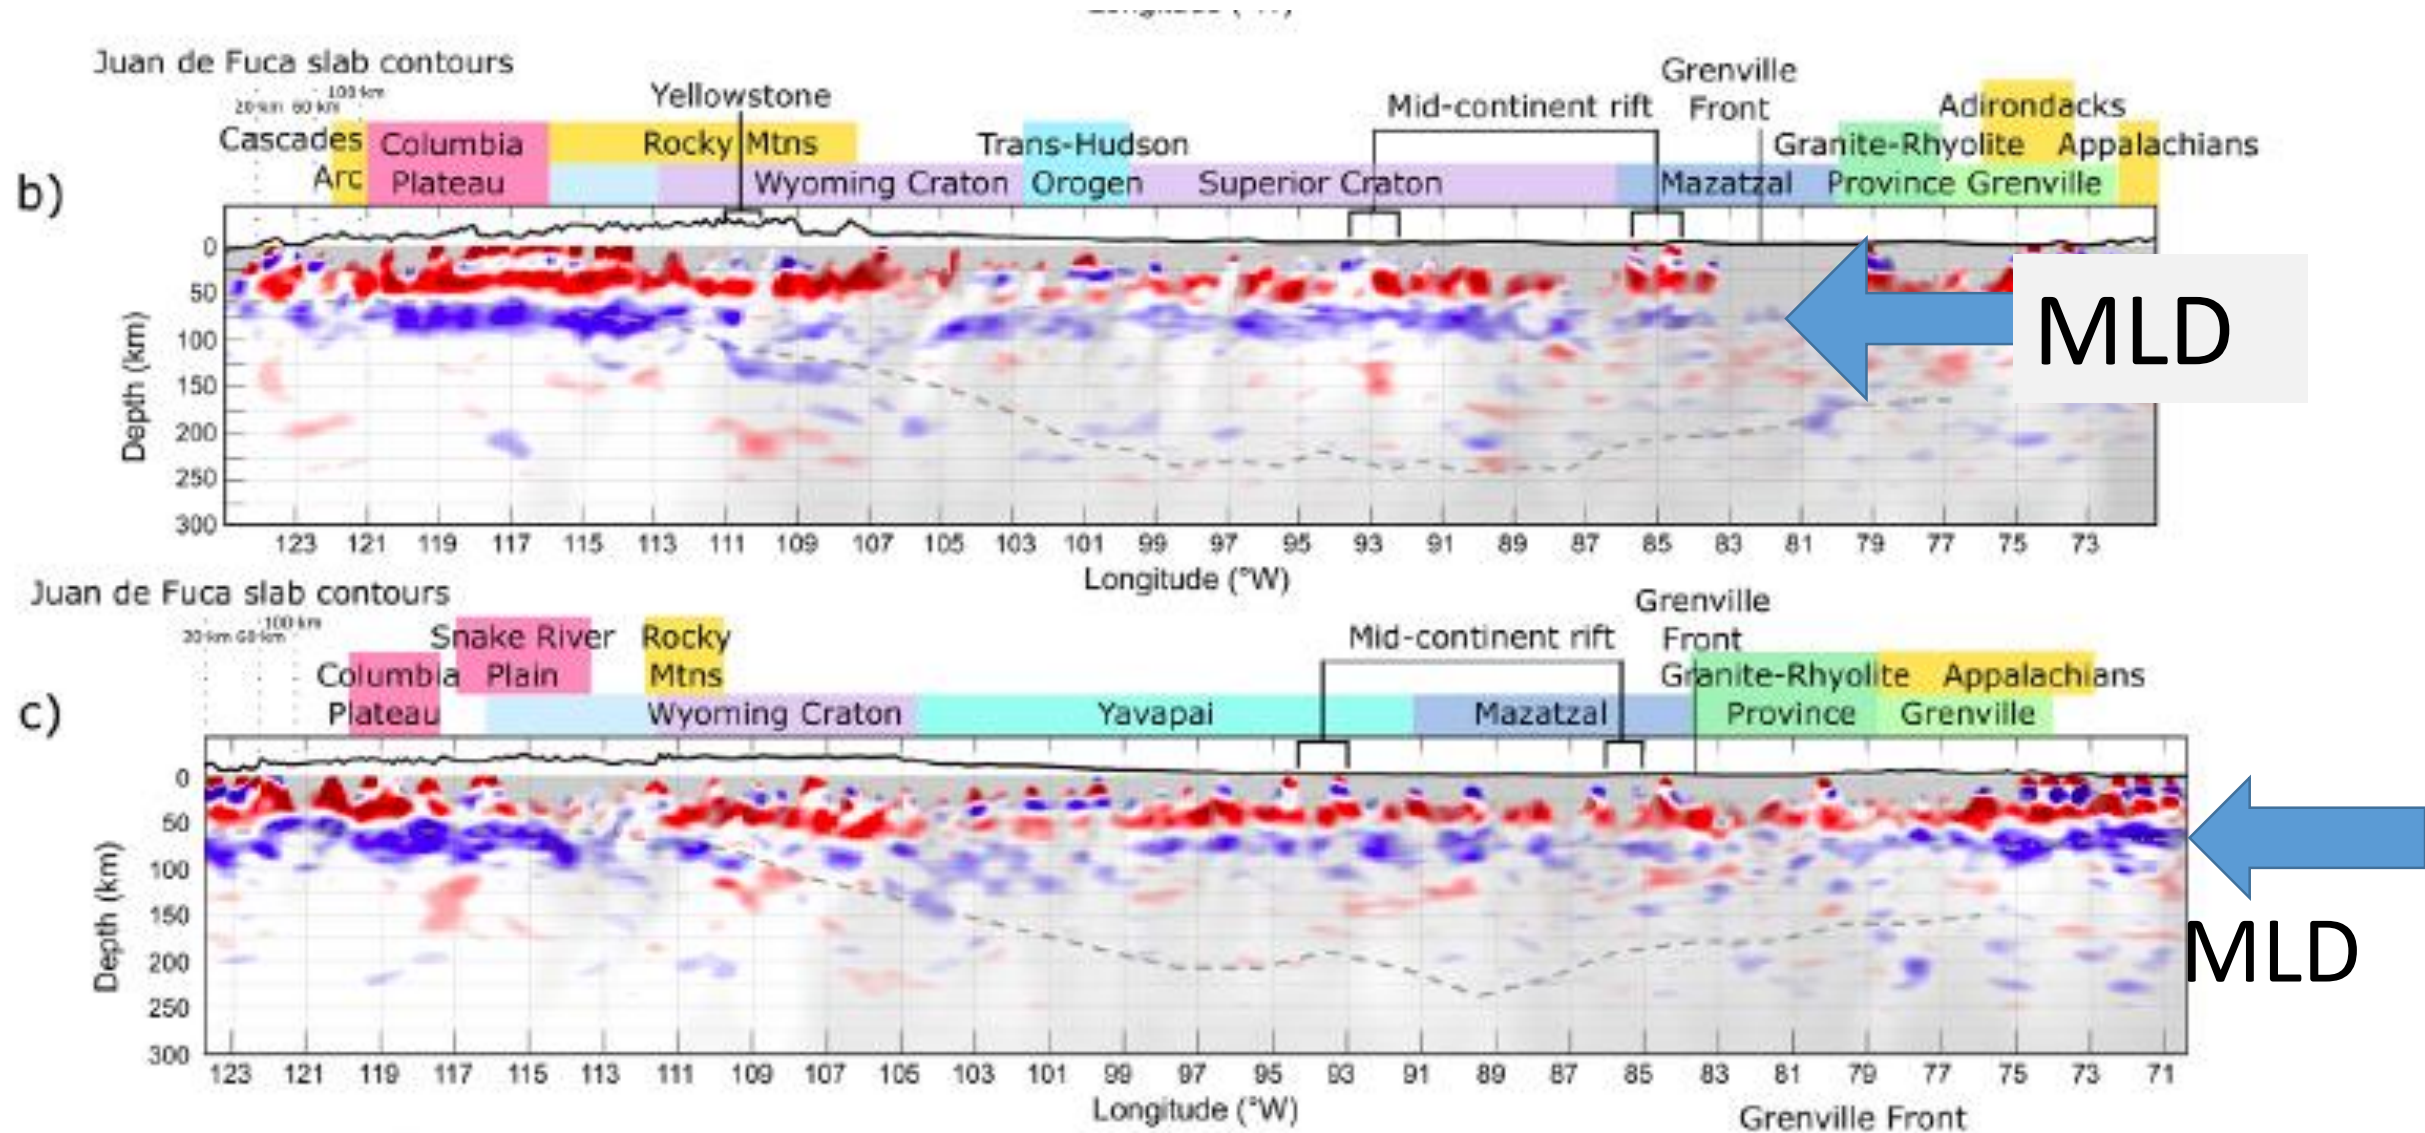 Juan de Fuca slab contours
20 km 60 km
100 km
Yellowstone
Grenville
Front
Mid-continent rift
Adirondacks
Cascades
Arc
Columbia
Plateau
Rocky Mtns
Trans-Hudson
Orogen
Granite-Rhyolite
Province
Appalachians
b)
Wyoming Craton
Superior Craton
Mazatzal
Grenville
MLD
Depth (km)
0
50
100
150
200
250
300
123 121 119 117 115 113 111 109 107 105 103 101 99 97 95 93 91 89 87 85 83 81 79 77 75 73
Longitude (°W)
Juan de Fuca slab contours
20 km 60 km
100 km
Snake River
Plain
Rocky
Mtns
Mid-continent rift
Grenville
Front
Columbia
Plateau
Granite-Rhyolite
Province
Appalachians
c)
Wyoming Craton
Yavapai
Mazatzal
Grenville
MLD
Depth (km)
0
50
100
150
200
250
300
123 121 119 117 115 113 111 109 107 105 103 101 99 97 95 93 91 89 87 85 83 81 79 77 75 73 71
Longitude (°W)
Grenville Front